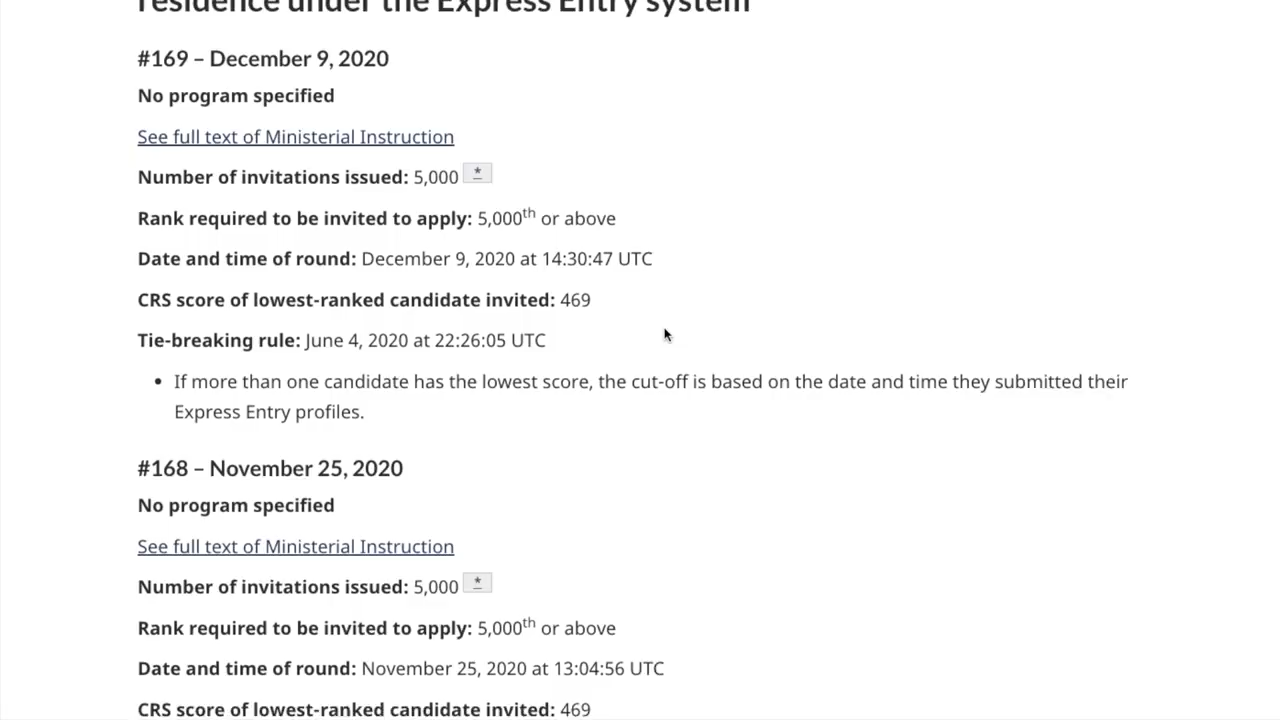 residence under the Express Entry system
#169 – December 9, 2020
No program specified
See full text of Ministerial Instruction
Number of invitations issued: 5,000 *
Rank required to be invited to apply: 5,000th or above
Date and time of round: December 9, 2020 at 14:30:47 UTC
CRS score of lowest-ranked candidate invited: 469
Tie-breaking rule: June 4, 2020 at 22:26:05 UTC
• If more than one candidate has the lowest score, the cut-off is based on the date and time they submitted their
Express Entry profiles.
#168 – November 25, 2020
No program specified
See full text of Ministerial Instruction
Number of invitations issued: 5,000 *
Rank required to be invited to apply: 5,000th or above
Date and time of round: November 25, 2020 at 13:04:56 UTC
CRS score of lowest-ranked candidate invited: 469